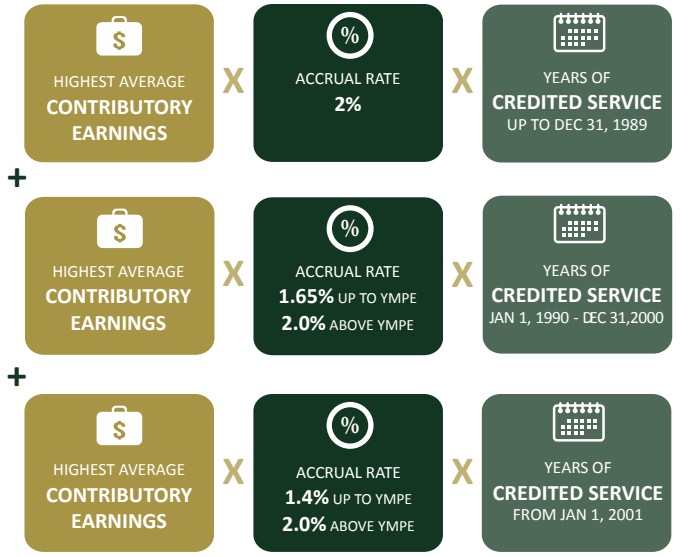 $
HIGHEST AVERAGE
CONTRIBUTORY
EARNINGS
X
%
ACCRUAL RATE
2%
X
YEARS OF
CREDITED SERVICE
UP TO DEC 31, 1989
+
$
HIGHEST AVERAGE
CONTRIBUTORY
EARNINGS
X
%
ACCRUAL RATE
1.65% UP TO YMPE
2.0% ABOVE YMPE
X
YEARS OF
CREDITED SERVICE
JAN 1, 1990 - DEC 31,2000
+
$
HIGHEST AVERAGE
CONTRIBUTORY
EARNINGS
X
%
ACCRUAL RATE
1.4% UP TO YMPE
2.0% ABOVE YMPE
X
YEARS OF
CREDITED SERVICE
FROM JAN 1, 2001